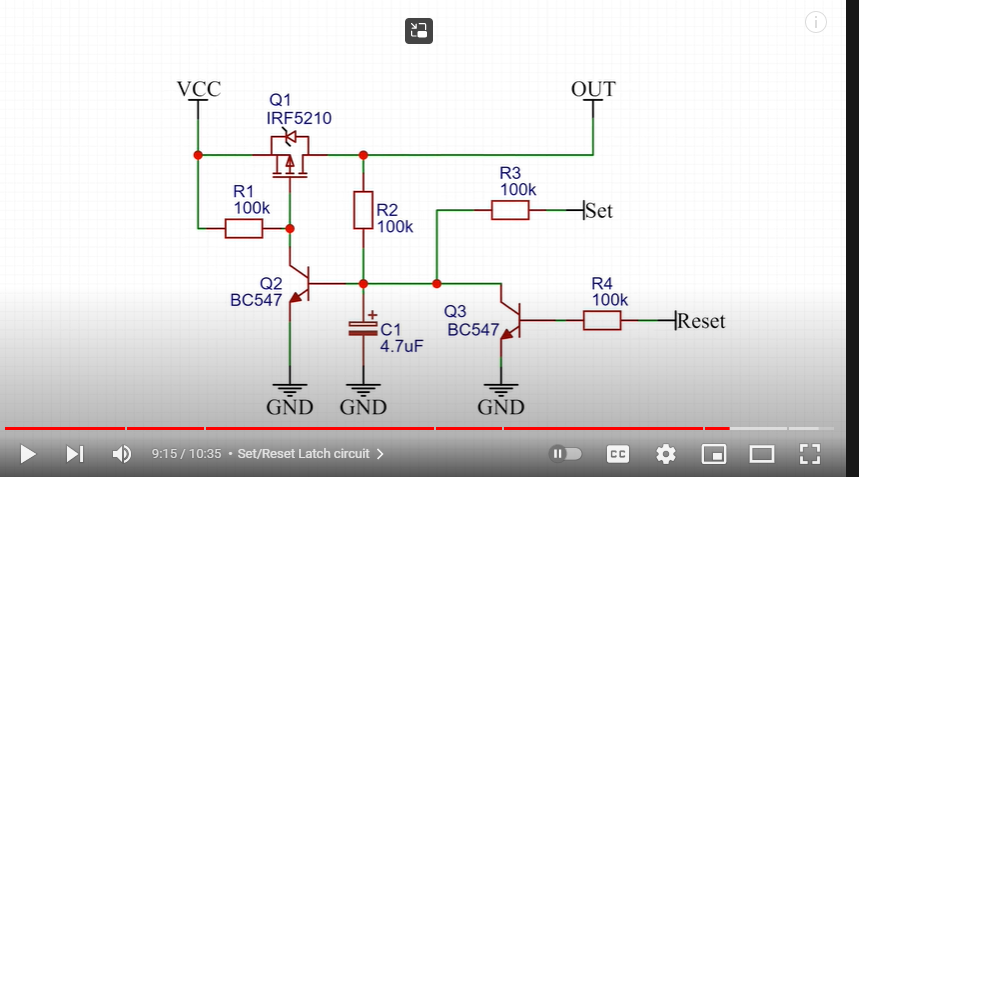 VCC
OUT
Q1
IRF5210
R3
100k
Set
R1
100k
R2
100k
Q2
BC547
R4
100k
Q3
BC547
Reset
+
C1
4.7uF
GND
GND
GND
9:15 / 10:35 • Set/Reset Latch circuit >
CC